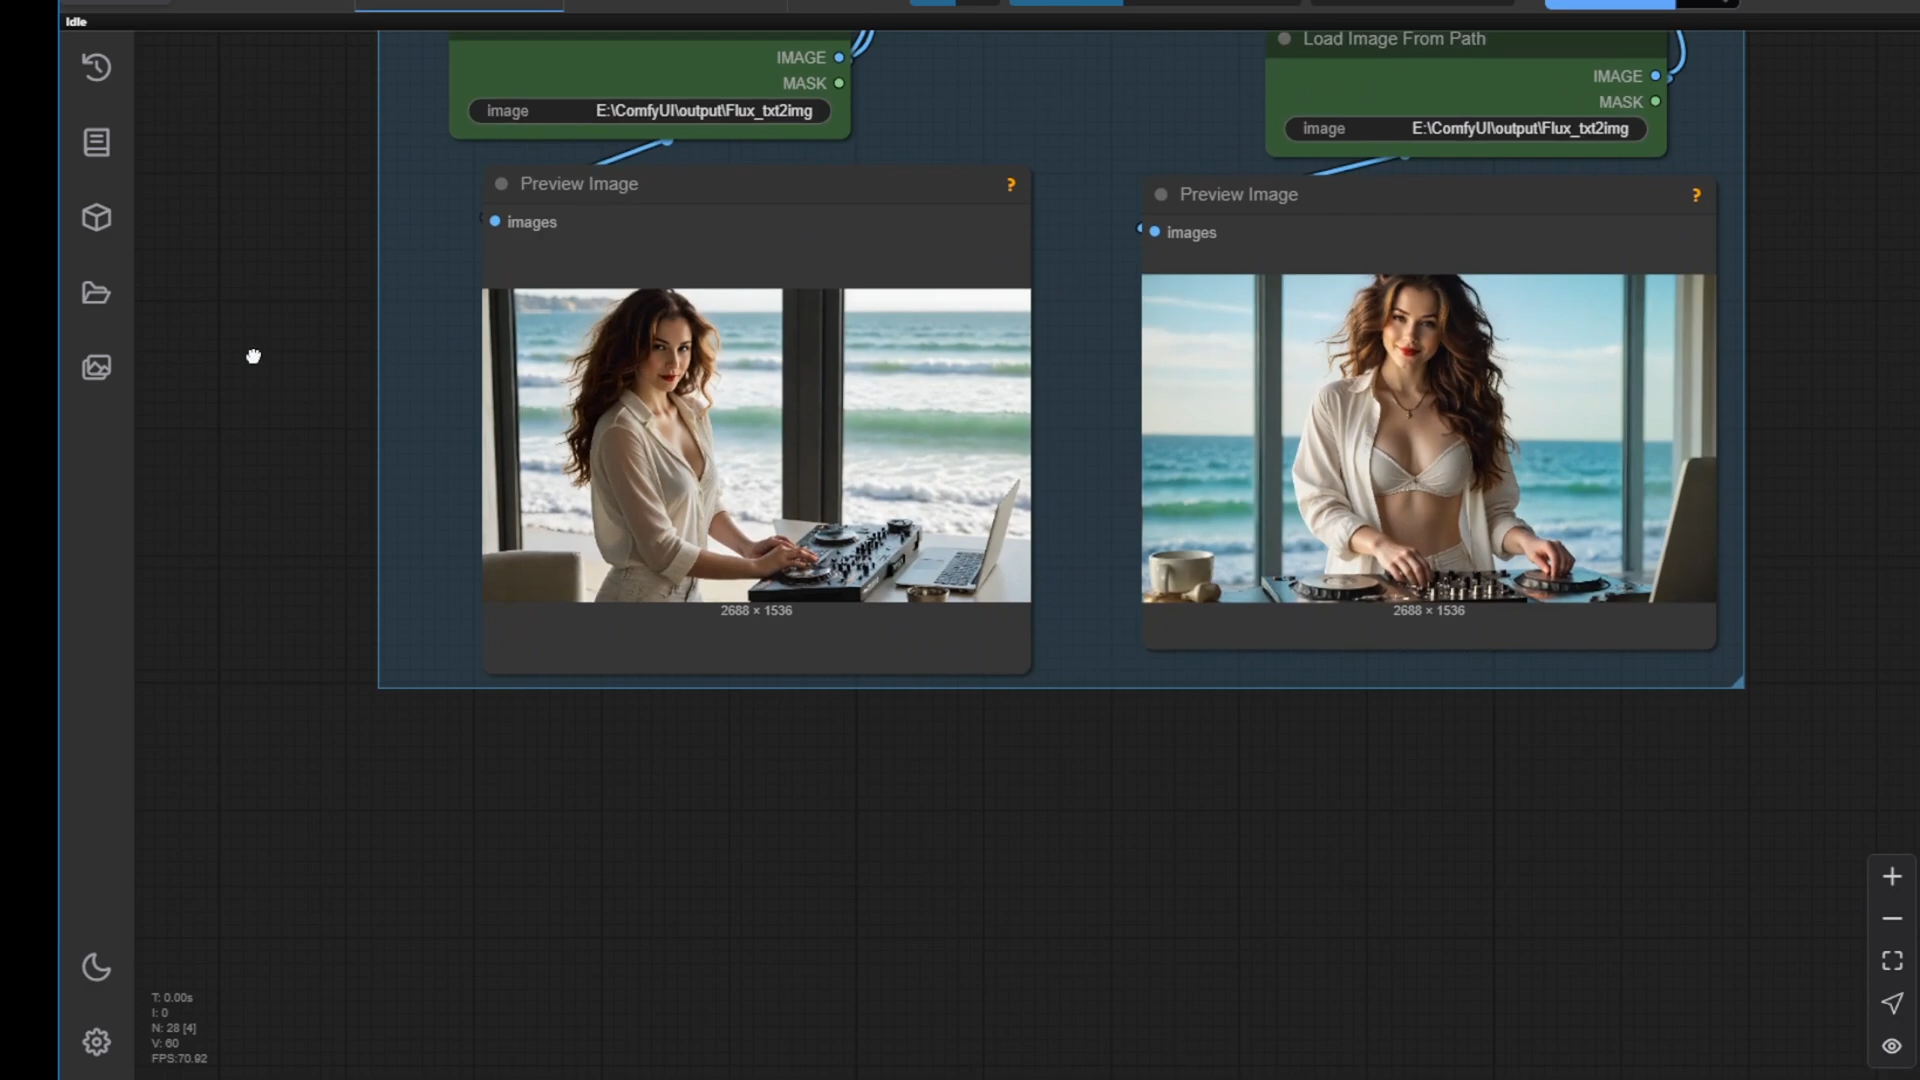 Idle
IMAGE
MASK
image E:\ComfyUI\output\Flux_txt2img
Load Image From Path
IMAGE
MASK
image E:\ComfyUI\output\Flux_txt2img
Preview Image ?
images
2688 × 1536
Preview Image ?
images
2688 × 1536
T: 0.00s
I: 0
N: 28 [4]
V: 60
FPS:70.92